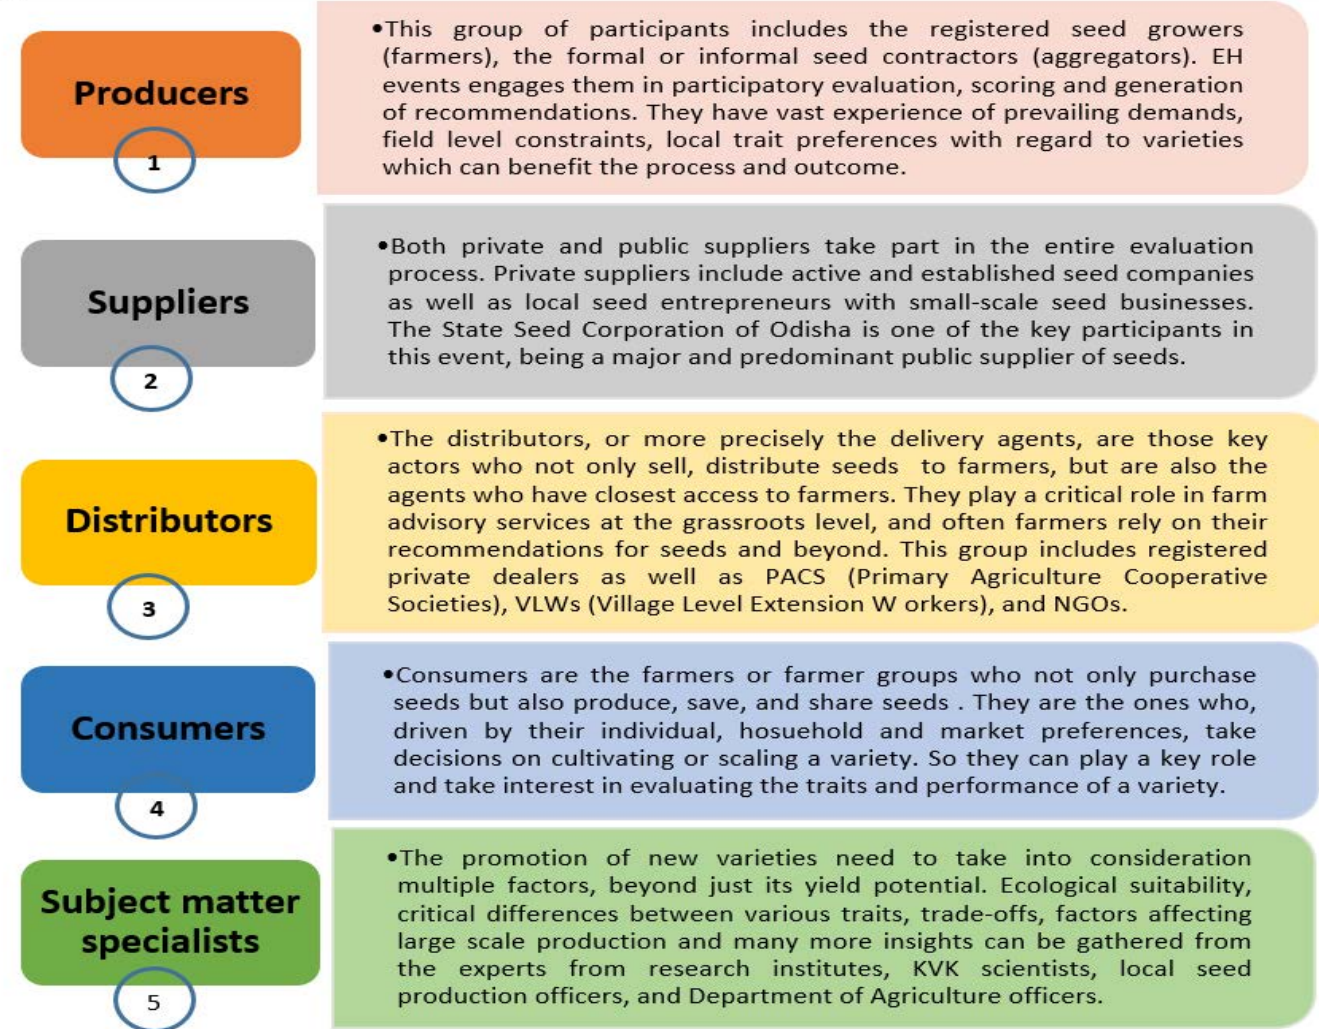 Producers
1
•This group of participants includes the registered seed growers
(farmers), the formal or informal seed contractors (aggregators). EH
events engages them in participatory evaluation, scoring and generation
of recommendations. They have vast experience of prevailing demands,
field level constraints, local trait preferences with regard to varieties
which can benefit the process and outcome.
Suppliers
2
•Both private and public suppliers take part in the entire evaluation
process. Private suppliers include active and established seed companies
as well as local seed entrepreneurs with small-scale seed businesses.
The State Seed Corporation of Odisha is one of the key participants in
this event, being a major and predominant public supplier of seeds.
Distributors
3
•The distributors, or more precisely the delivery agents, are those key
actors who not only sell, distribute seeds to farmers, but are also the
agents who have closest access to farmers. They play a critical role in farm
advisory services at the grassroots level, and often farmers rely on their
recommendations for seeds and beyond. This group includes registered
private dealers as well as PACS (Primary Agriculture Cooperative
Societies), VLWs (Village Level Extension W orkers), and NGOs.
Consumers
4
•Consumers are the farmers or farmer groups who not only purchase
seeds but also produce, save, and share seeds . They are the ones who,
driven by their individual, hosuehold and market preferences, take
decisions on cultivating or scaling a variety. So they can play a key role
and take interest in evaluating the traits and performance of a variety.
Subject matter
specialists
5
•The promotion of new varieties need to take into consideration
multiple factors, beyond just its yield potential. Ecological suitability,
critical differences between various traits, trade-offs, factors affecting
large scale production and many more insights can be gathered from
the experts from research institutes, KVK scientists, local seed
production officers, and Department of Agriculture officers.